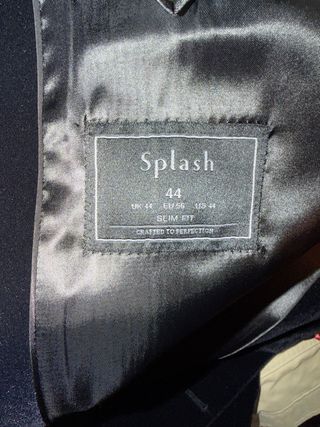 Splash
44
UK 44 EU 56 US 44
SLIM FIT
CRAFTED TO PERFECTION